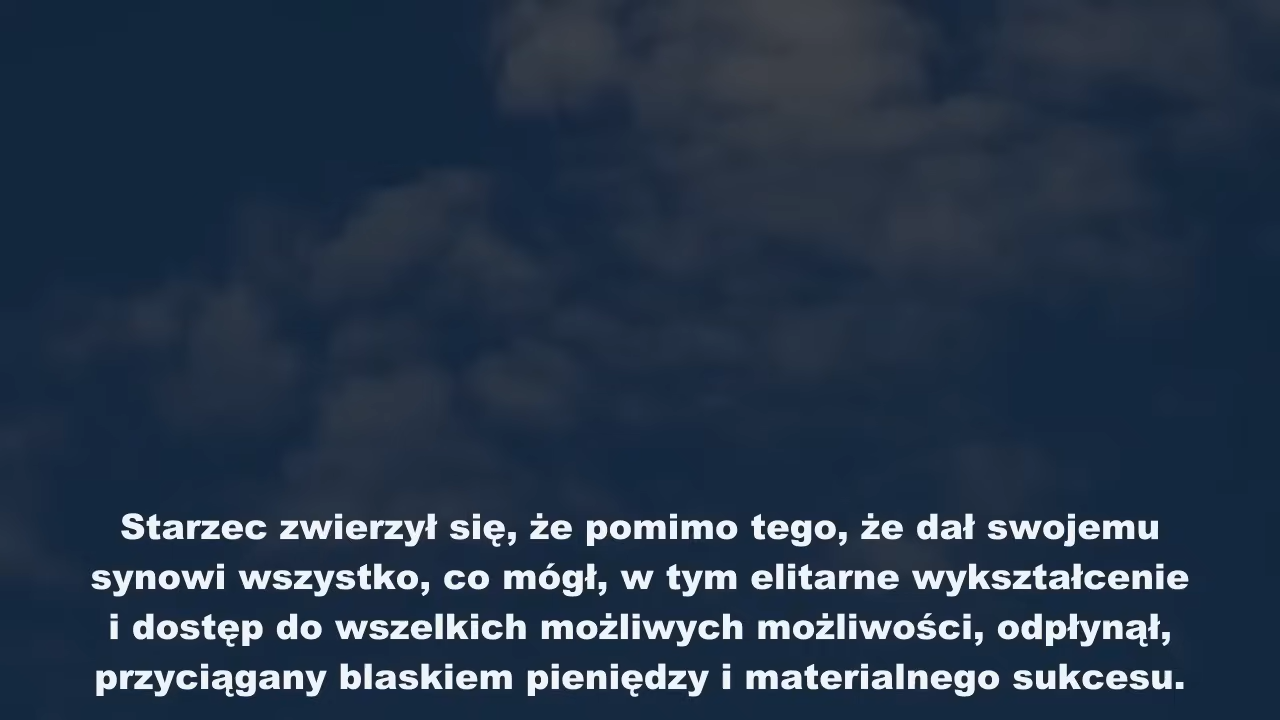 Starzec zwierzył się, że pomimo tego, że dał swojemu
synowi wszystko, co mógł, w tym elitarne wykształcenie
i dostęp do wszelkich możliwych możliwości, odpłynął,
przyciągany blaskiem pieniędzy i materialnego sukcesu.